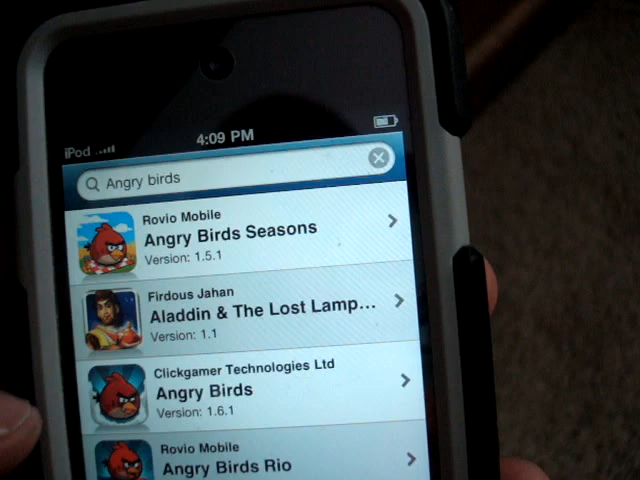 iPod
4:09 PM
Angry birds
Rovio Mobile
Angry Birds Seasons
Version: 1.5.1
Firdous Jahan
Aladdin & The Lost Lamp...
Version: 1.1
Clickgamer Technologies Ltd
Angry Birds
Version: 1.6.1
Rovio Mobile
Angry Birds Rio